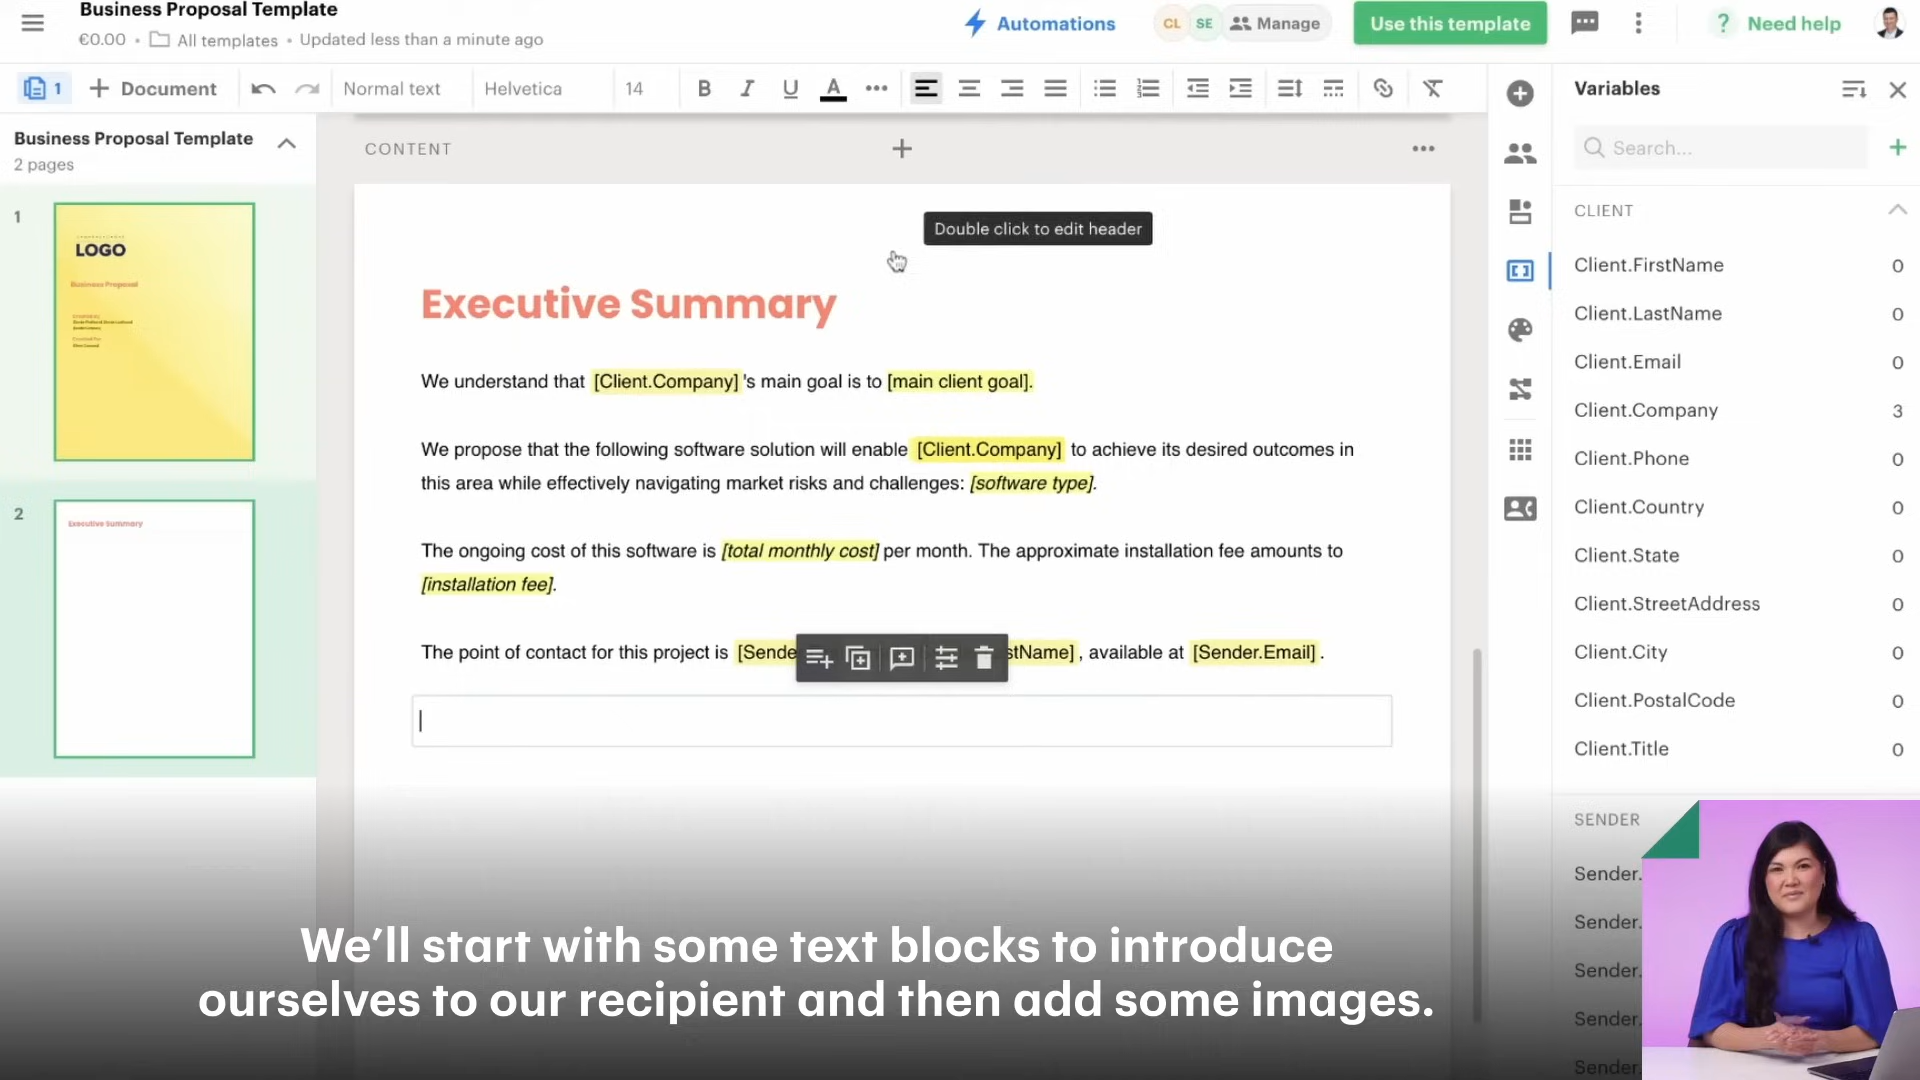 Business Proposal Template
€0.00 • All templates • Updated less than a minute ago
Automations
CL SE Manage
Use this template
? Need help
1
Document
Normal text
Helvetica
14
B I U A
Variables
Business Proposal Template
2 pages
1
LOGO
Business Proposal
2
Executive Summary
CONTENT
Double click to edit header
Executive Summary
We understand that [Client.Company] 's main goal is to [main client goal].
We propose that the following software solution will enable [Client.Company] to achieve its desired outcomes in
this area while effectively navigating market risks and challenges: [software type].
The ongoing cost of this software is [total monthly cost] per month. The approximate installation fee amounts to
[installation fee].
The point of contact for this project is [Sende stName] , available at [Sender.Email] .
Search...
CLIENT
Client.FirstName 0
Client.LastName 0
Client.Email 0
Client.Company 3
Client.Phone 0
Client.Country 0
Client.State 0
Client.StreetAddress 0
Client.City 0
Client.PostalCode 0
Client.Title 0
SENDER
Sender.
Sender.
Sender.
Sender.
Sender.
We'll start with some text blocks to introduce
ourselves to our recipient and then add some images.